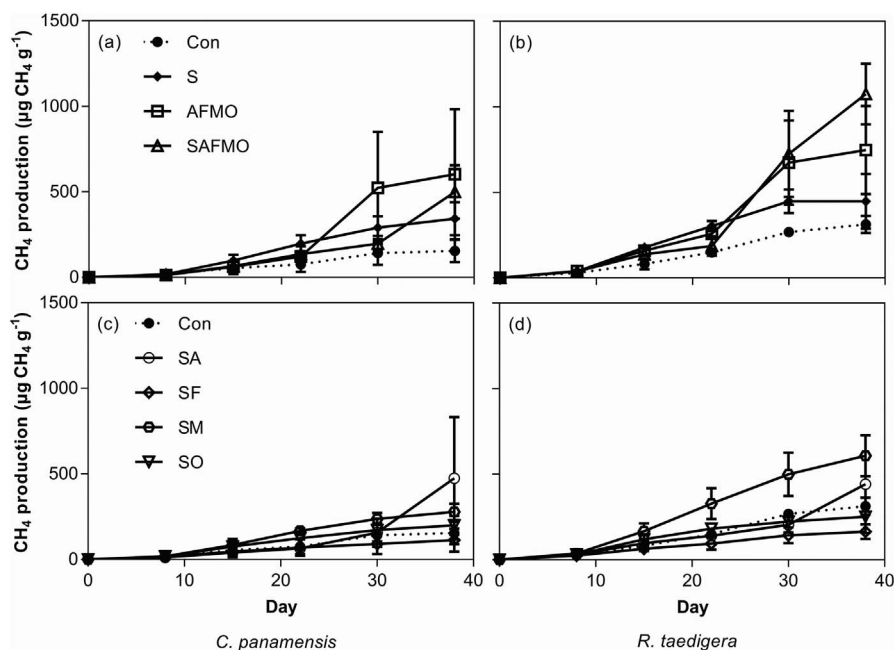 CH₄ production (µg CH₄ g⁻¹)
1500
1000
500
0
(a)
Con
S
AFMO
SAFMO
(b)
CH₄ production (µg CH₄ g⁻¹)
1500
1000
500
0
(c)
Con
SA
SF
SM
SO
(d)
0 10 20 30 40
0 10 20 30 40
Day
Day
C. panamensis
R. taedigera